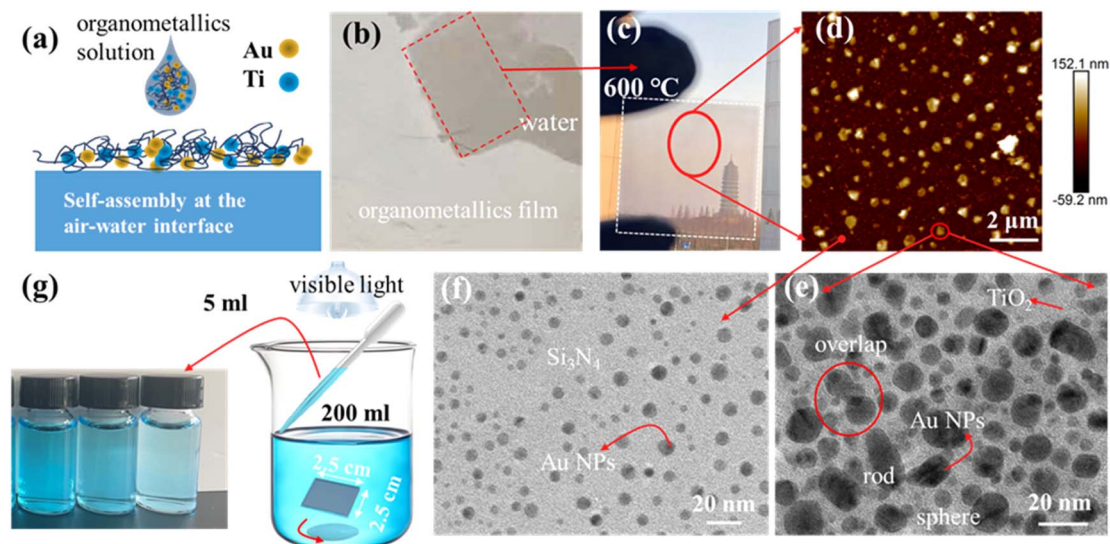 (a)
organometallics
solution
Au
Ti
Self-assembly at the
air-water interface
(b)
water
organometallics film
(c)
600 °C
(d)
152.1 nm
-59.2 nm
2 μm
(g)
5 ml
visible light
200 ml
2.5 cm
2.5 cm
(f)
Si₃N₄
Au NPs
20 nm
(e)
TiO₂
overlap
Au NPs
rod
sphere
20 nm